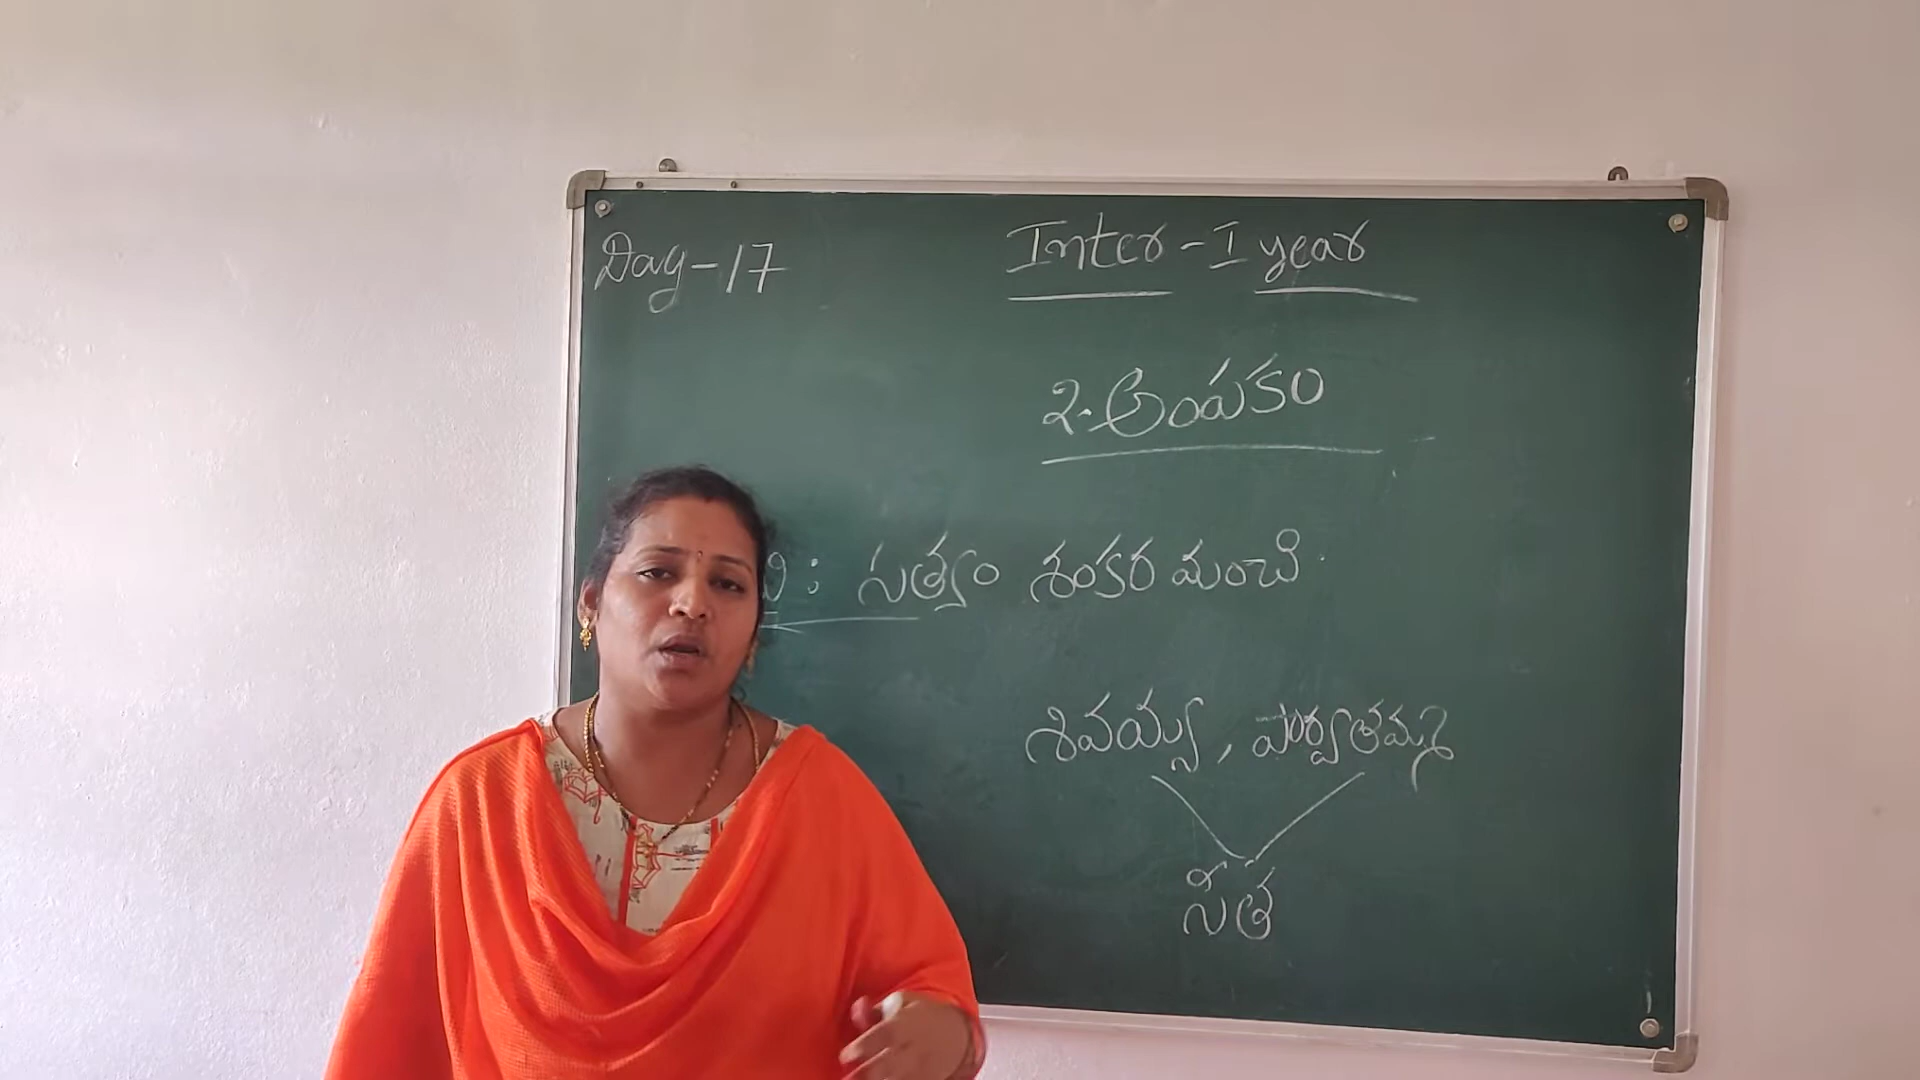 Day-17
Inter - I year
2. అంపకం
: సత్యం శంకర మంచి
శివయ్య, పార్వతమ్మ
సీత